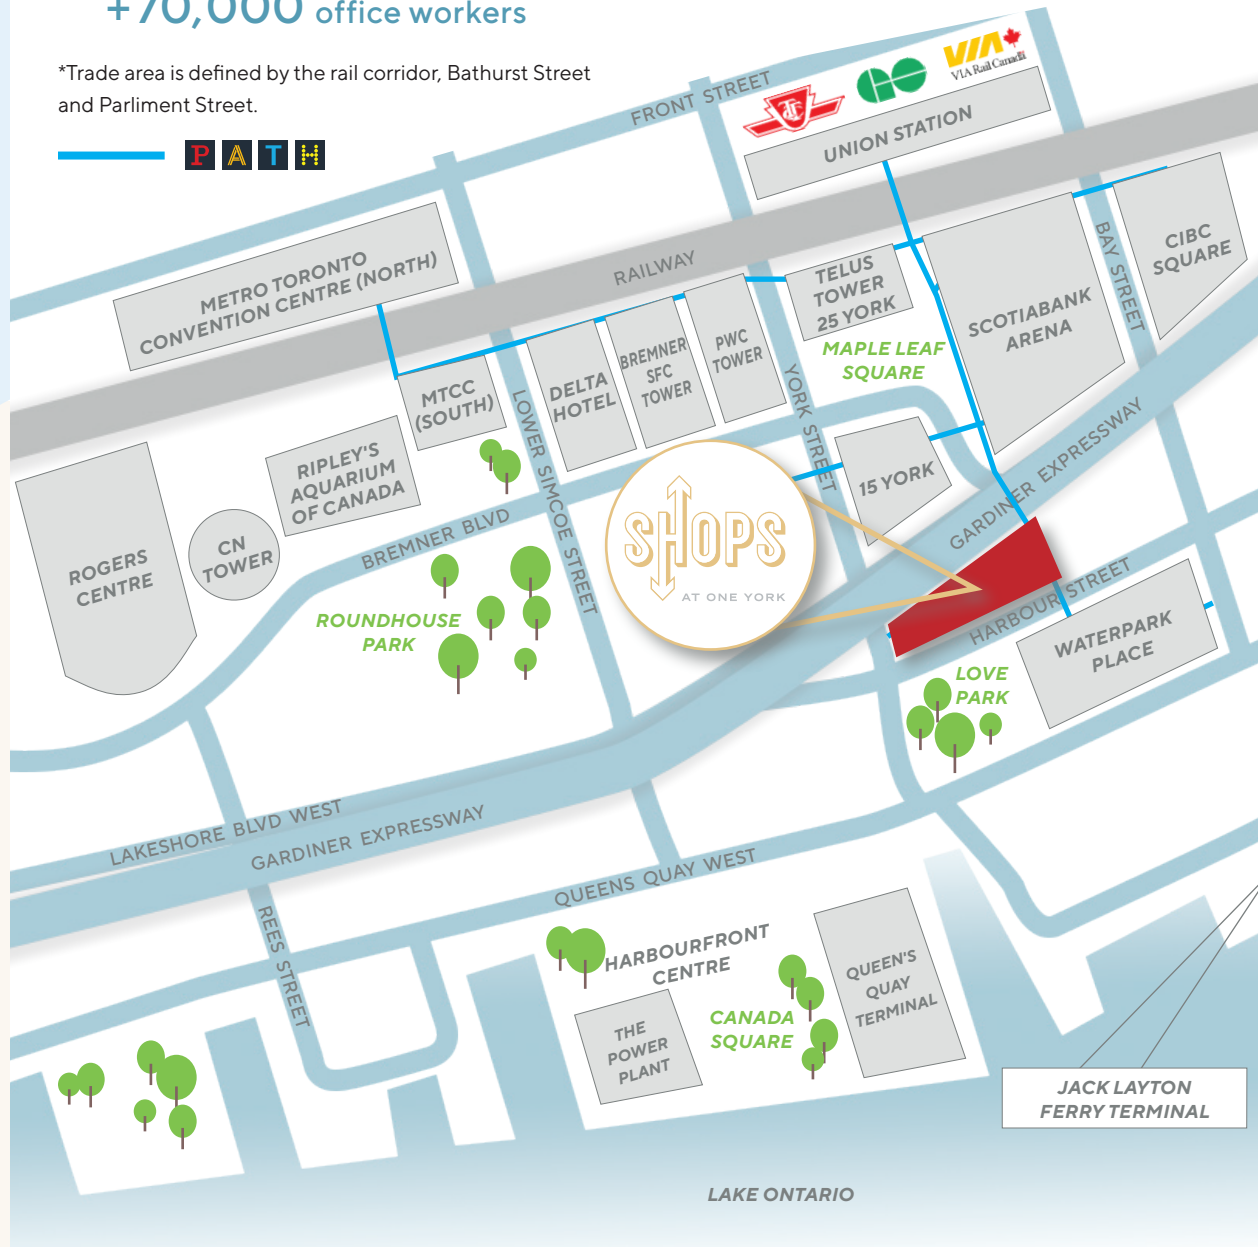 +70,000 office workers
*Trade area is defined by the rail corridor, Bathurst Street
and Parliment Street.
PATH
FRONT STREET
TTC
GO
VIA
VIA Rail Canada
UNION STATION
METRO TORONTO
CONVENTION CENTRE (NORTH)
RAILWAY
BAY STREET
CIBC
SQUARE
TELUS
TOWER
25 YORK
SCOTIABANK
ARENA
MAPLE LEAF
SQUARE
PWC
TOWER
BREMNER
SFC
TOWER
DELTA
HOTEL
MTCC
(SOUTH)
LOWER SIMCOE STREET
YORK STREET
RIPLEY'S
AQUARIUM
OF CANADA
15 YORK
GARDINER EXPRESSWAY
ROGERS
CENTRE
CN
TOWER
BREMNER BLVD
SHOPS
AT ONE YORK
HARBOUR STREET
ROUNDHOUSE
PARK
WATERPARK
PLACE
LOVE
PARK
LAKESHORE BLVD WEST
GARDINER EXPRESSWAY
QUEENS QUAY WEST
REES STREET
HARBOURFRONT
CENTRE
QUEEN'S
QUAY
TERMINAL
CANADA
SQUARE
THE
POWER
PLANT
JACK LAYTON
FERRY TERMINAL
LAKE ONTARIO